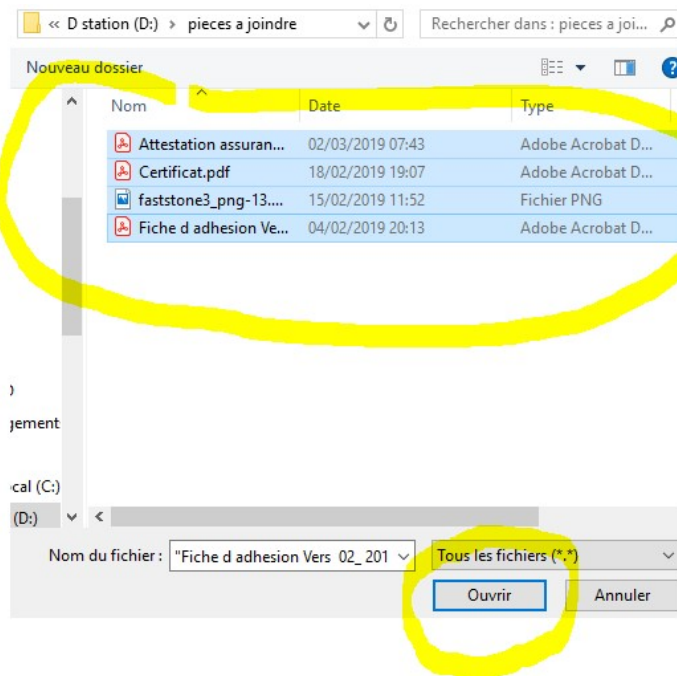 « D station (D:) > pieces a joindre Rechercher dans : pieces a joi...
Nouveau dossier
Nom Date Type
Attestation assuran... 02/03/2019 07:43 Adobe Acrobat D...
Certificat.pdf 18/02/2019 19:07 Adobe Acrobat D...
faststone3_png-13.... 15/02/2019 11:52 Fichier PNG
Fiche d adhesion Ve... 04/02/2019 20:13 Adobe Acrobat D...
gement
cal (C:)
(D:)
Nom du fichier : "Fiche d adhesion Vers 02_ 201 Tous les fichiers (*.*)
Ouvrir Annuler